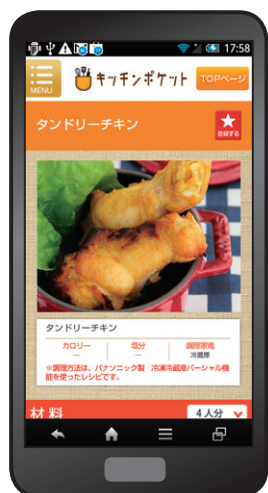 17:58
MENU
キッチンポケット
TOPページ
タンドリーチキン
登録する
タンドリーチキン
カロリー 塩分 調理家電
— — 冷蔵庫
※調理方法は、パナソニック製 冷凍冷蔵庫パーシャル機
能を使ったレシピです。
材料 4人分